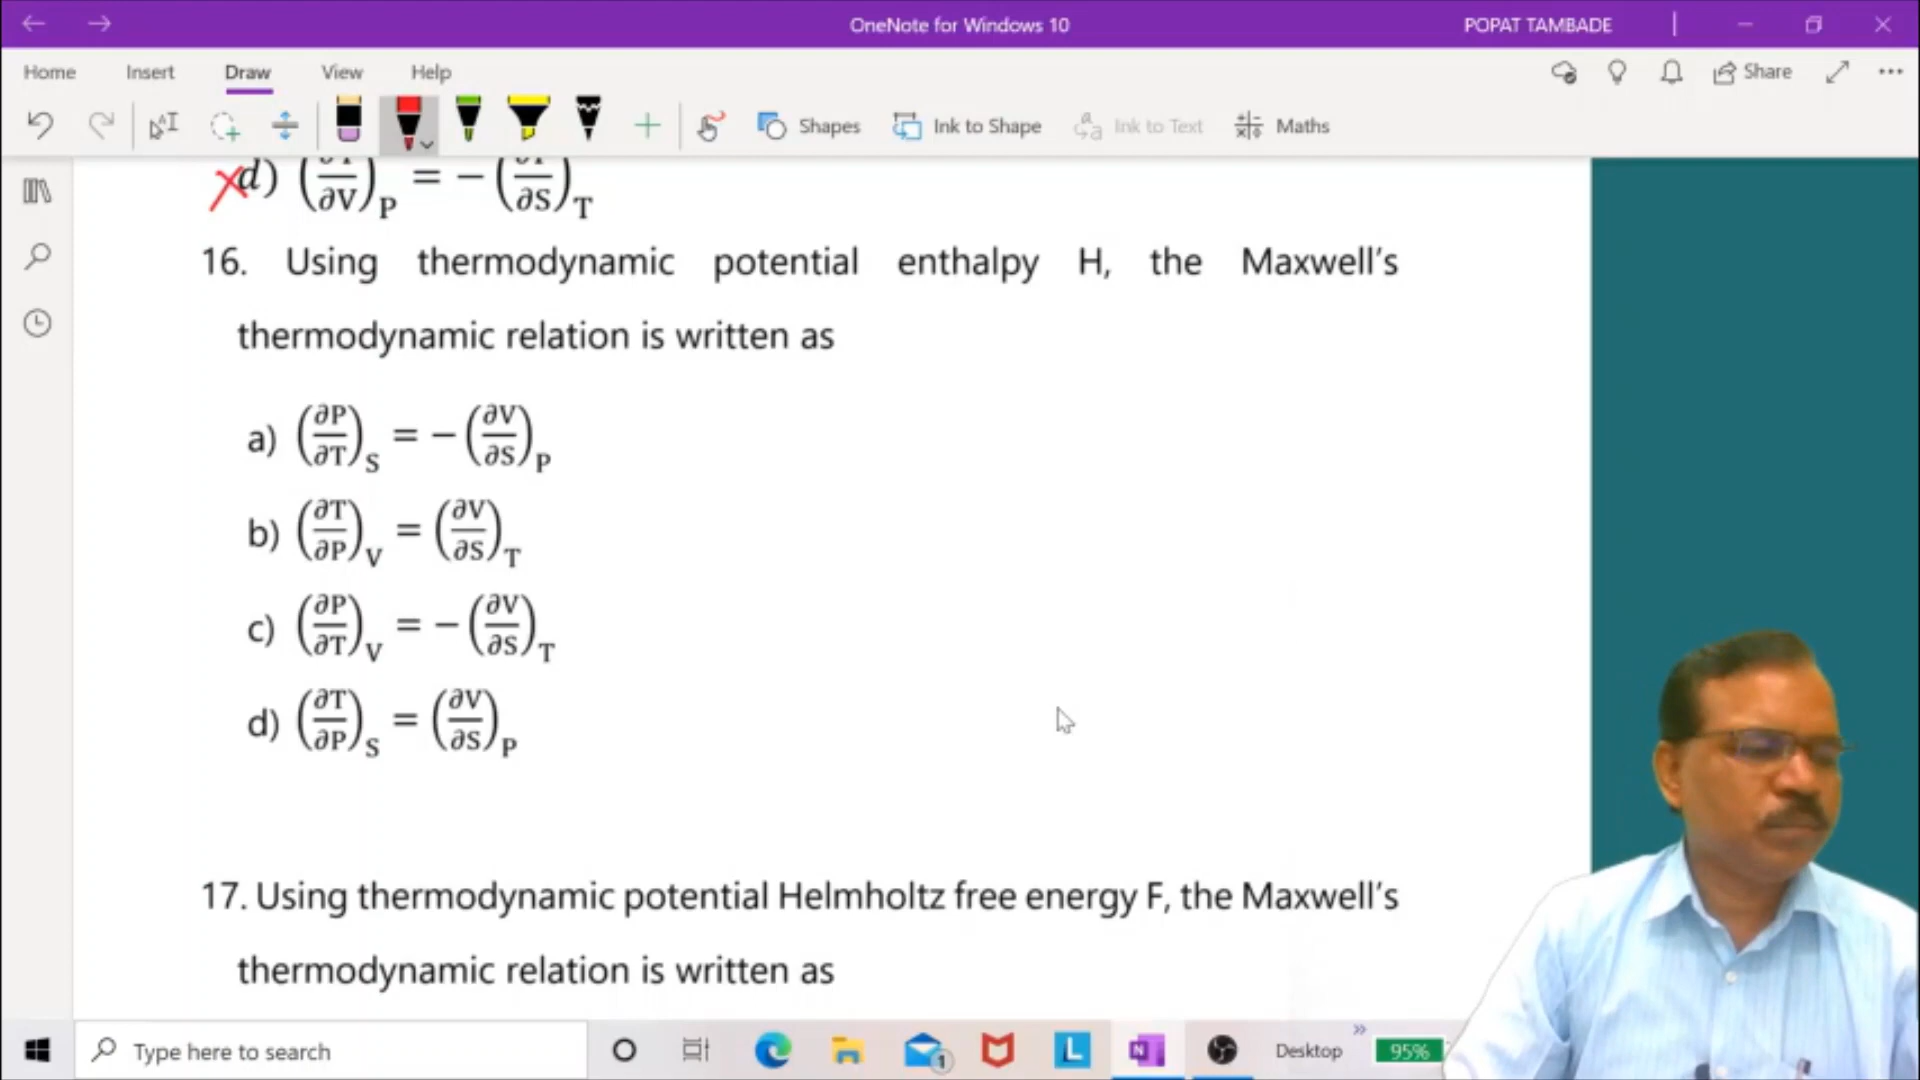 OneNote for Windows 10
POPAT TAMBADE
Home Insert Draw View Help
Share
Shapes Ink to Shape Ink to Text Maths
d) (/∂V)P = −(/∂S)T
16. Using thermodynamic potential enthalpy H, the Maxwell's
thermodynamic relation is written as
a) (∂P/∂T)S = −(∂V/∂S)P
b) (∂T/∂P)V = (∂V/∂S)T
c) (∂P/∂T)V = −(∂V/∂S)T
d) (∂T/∂P)S = (∂V/∂S)P
17. Using thermodynamic potential Helmholtz free energy F, the Maxwell's
thermodynamic relation is written as
Type here to search
1
L
N
Desktop
95%